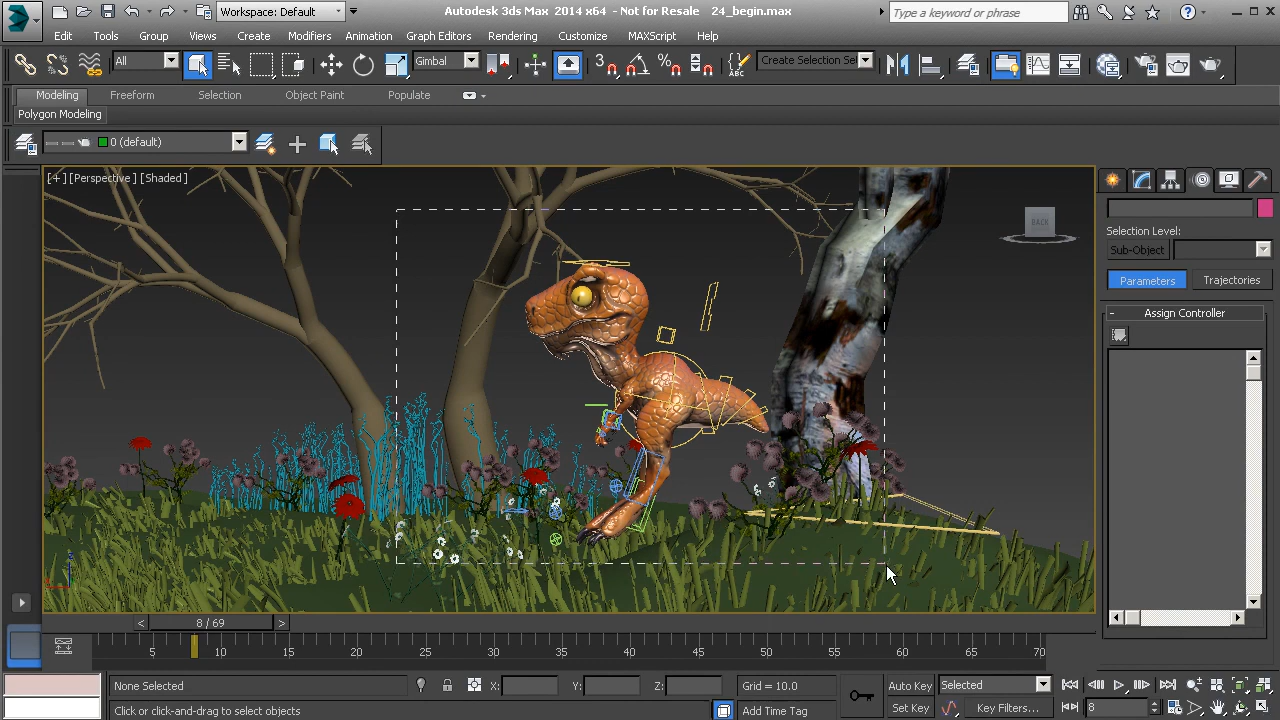 Workspace: Default
Autodesk 3ds Max 2014 x64 - Not for Resale 24_begin.max
Type a keyword or phrase
Edit Tools Group Views Create Modifiers Animation Graph Editors Rendering Customize MAXScript Help
All
Gimbal
3
%
ABC
Create Selection Se
Modeling Freeform Selection Object Paint Populate
Polygon Modeling
0 (default)
[+] [Perspective] [Shaded]
BACK
Selection Level:
Sub-Object
Parameters Trajectories
- Assign Controller
< 8 / 69 >
5 10 15 20 25 30 35 40 45 50 55 60 65 70
None Selected X: Y: Z: Grid = 10.0 Auto Key Selected
Click or click-and-drag to select objects Add Time Tag Set Key Key Filters... 8